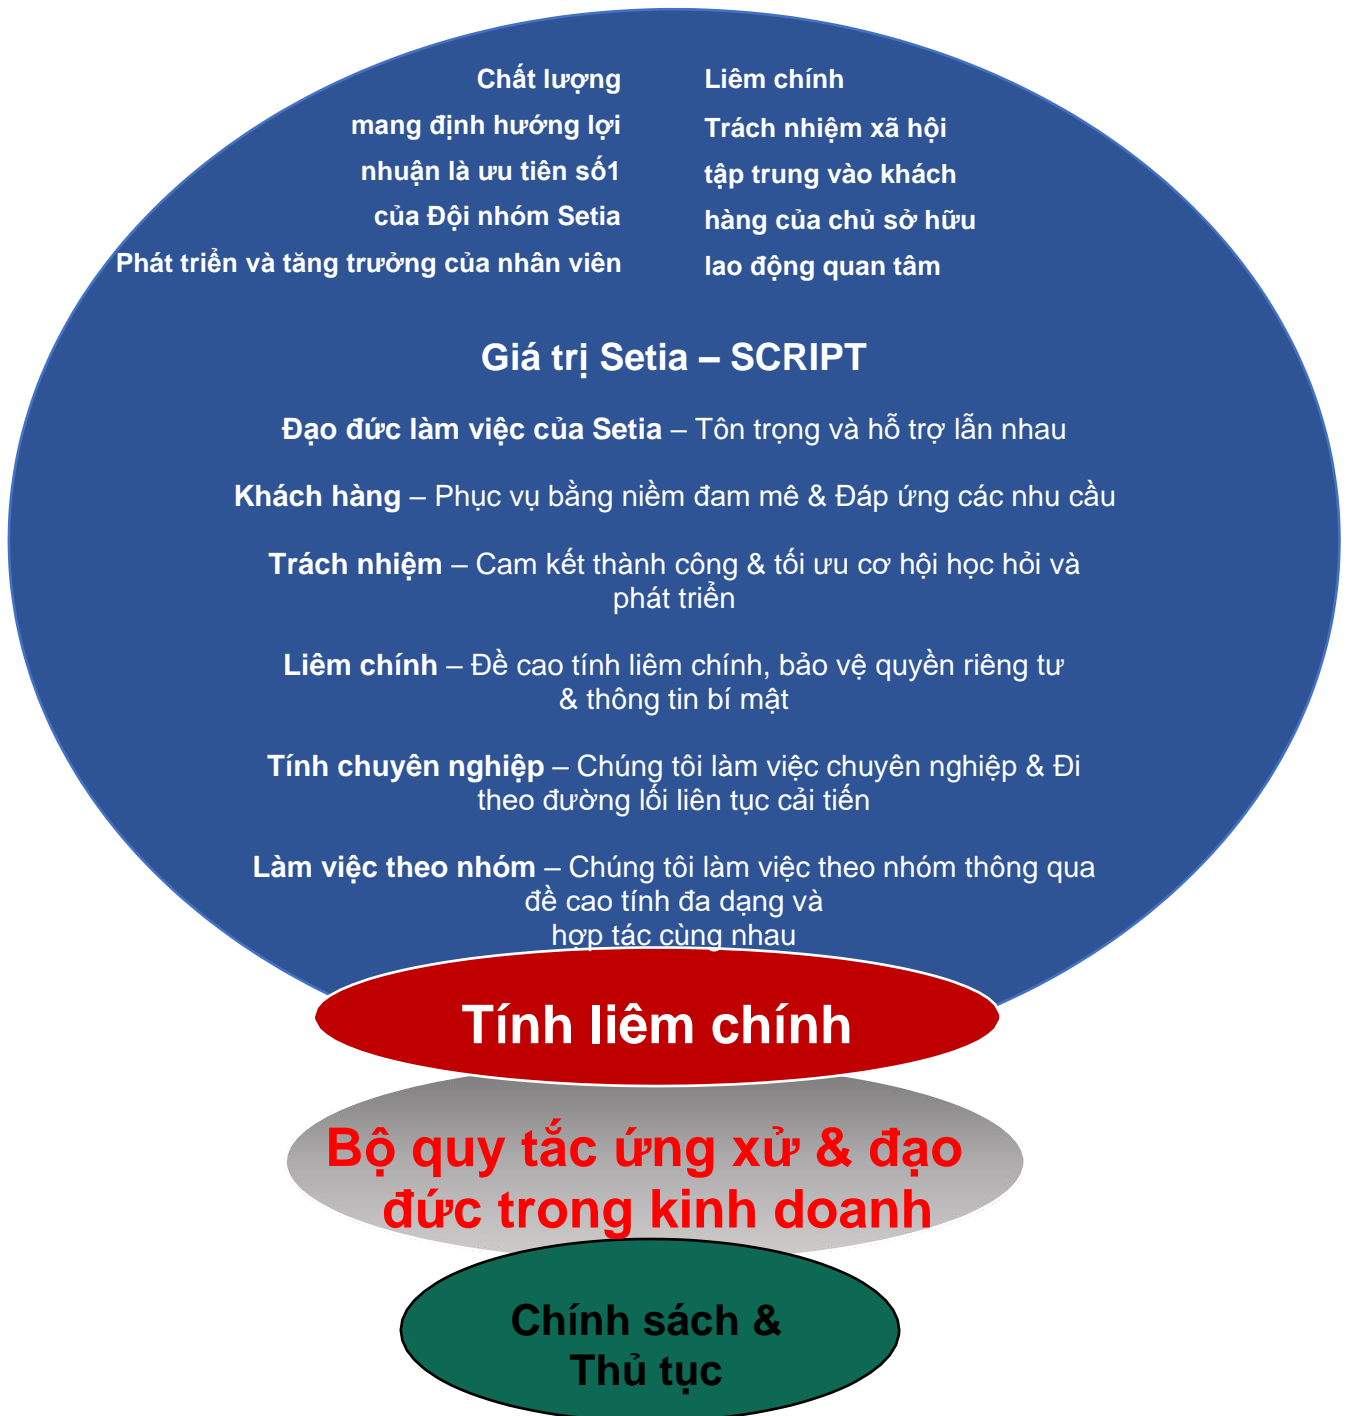 Chất lượng
mang định hướng lợi
nhuận là ưu tiên số1
của Đội nhóm Setia
Phát triển và tăng trưởng của nhân viên
Liêm chính
Trách nhiệm xã hội
tập trung vào khách
hàng của chủ sở hữu
lao động quan tâm
Giá trị Setia – SCRIPT
Đạo đức làm việc của Setia – Tôn trọng và hỗ trợ lẫn nhau
Khách hàng – Phục vụ bằng niềm đam mê & Đáp ứng các nhu cầu
Trách nhiệm – Cam kết thành công & tối ưu cơ hội học hỏi và
phát triển
Liêm chính – Đề cao tính liêm chính, bảo vệ quyền riêng tư
& thông tin bí mật
Tính chuyên nghiệp – Chúng tôi làm việc chuyên nghiệp & Đi
theo đường lối liên tục cải tiến
Làm việc theo nhóm – Chúng tôi làm việc theo nhóm thông qua
đề cao tính đa dạng và
hợp tác cùng nhau
Tính liêm chính
Bộ quy tắc ứng xử & đạo
đức trong kinh doanh
Chính sách &
Thủ tục